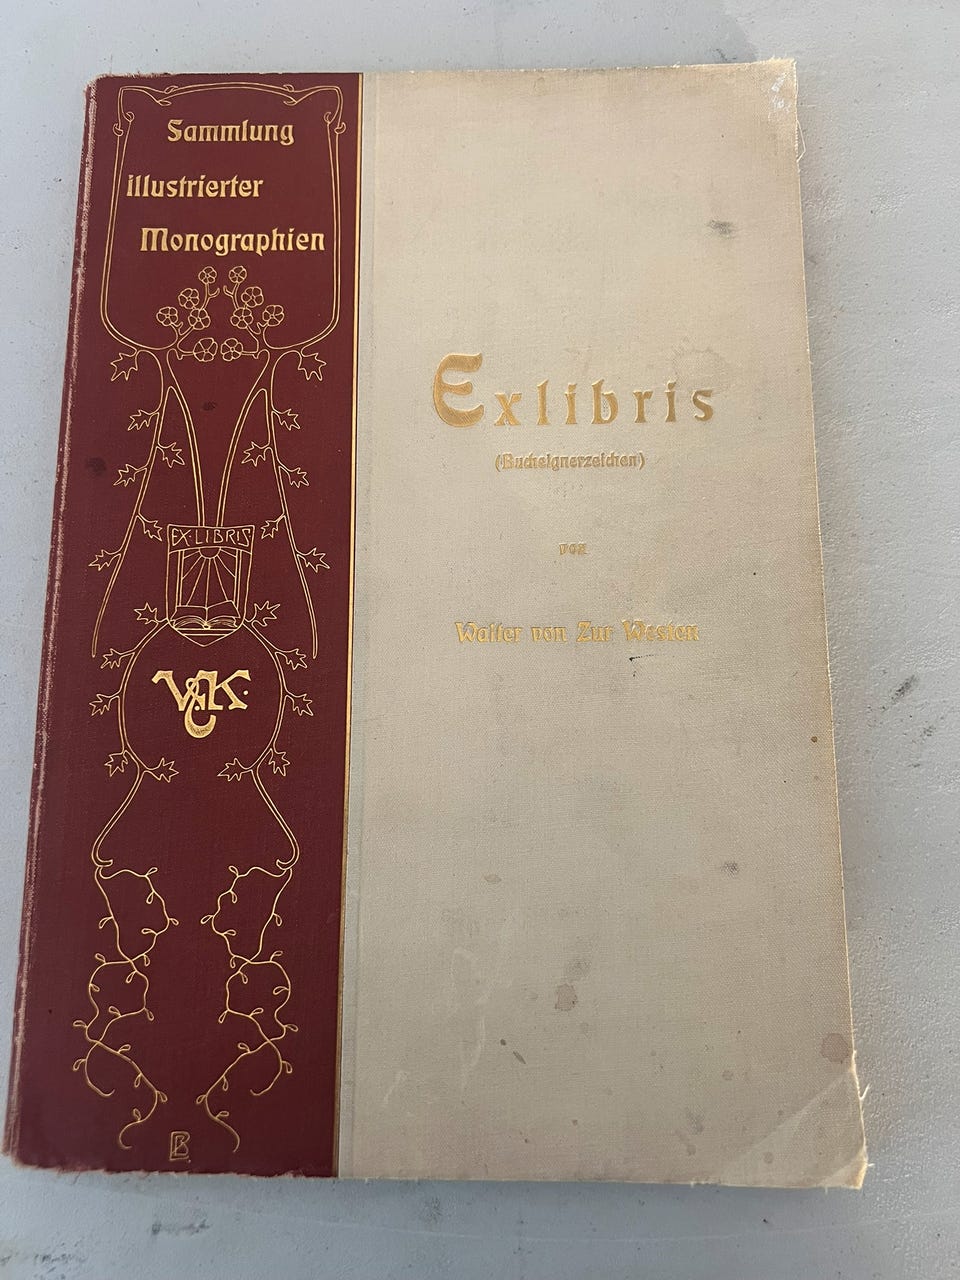 Sammlung
illustrierter
Monographien
EX·LIBRIS
V&K.
Exlibris
(Bucheignerzeichen)
von
Walter von Zur Westen